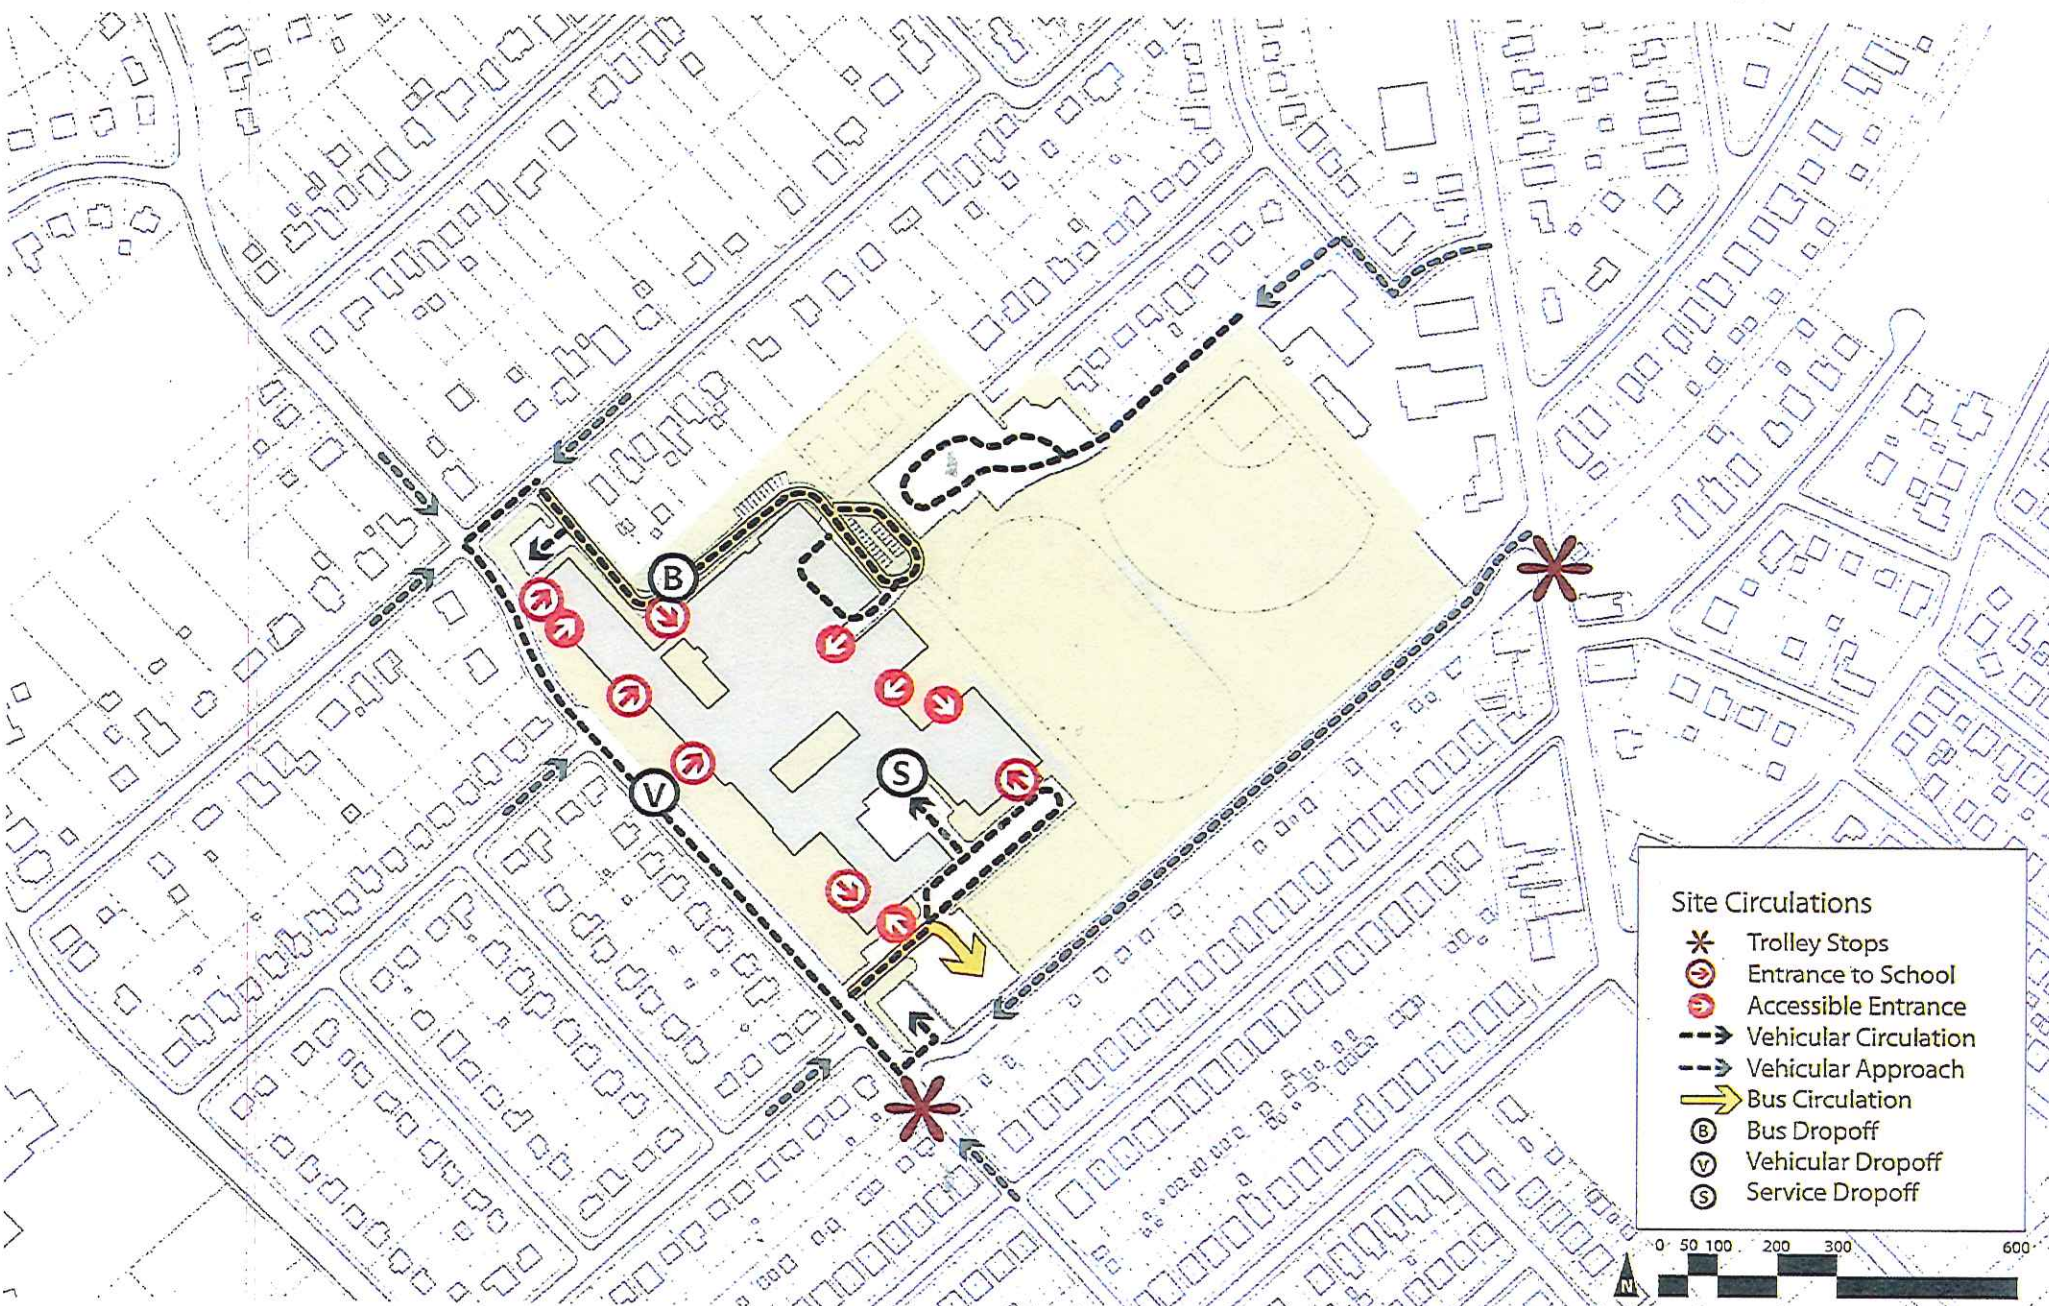 B
V
S
Site Circulations
Trolley Stops
Entrance to School
Accessible Entrance
Vehicular Circulation
Vehicular Approach
Bus Circulation
B Bus Dropoff
V Vehicular Dropoff
S Service Dropoff
0 50 100 200 300 600
N